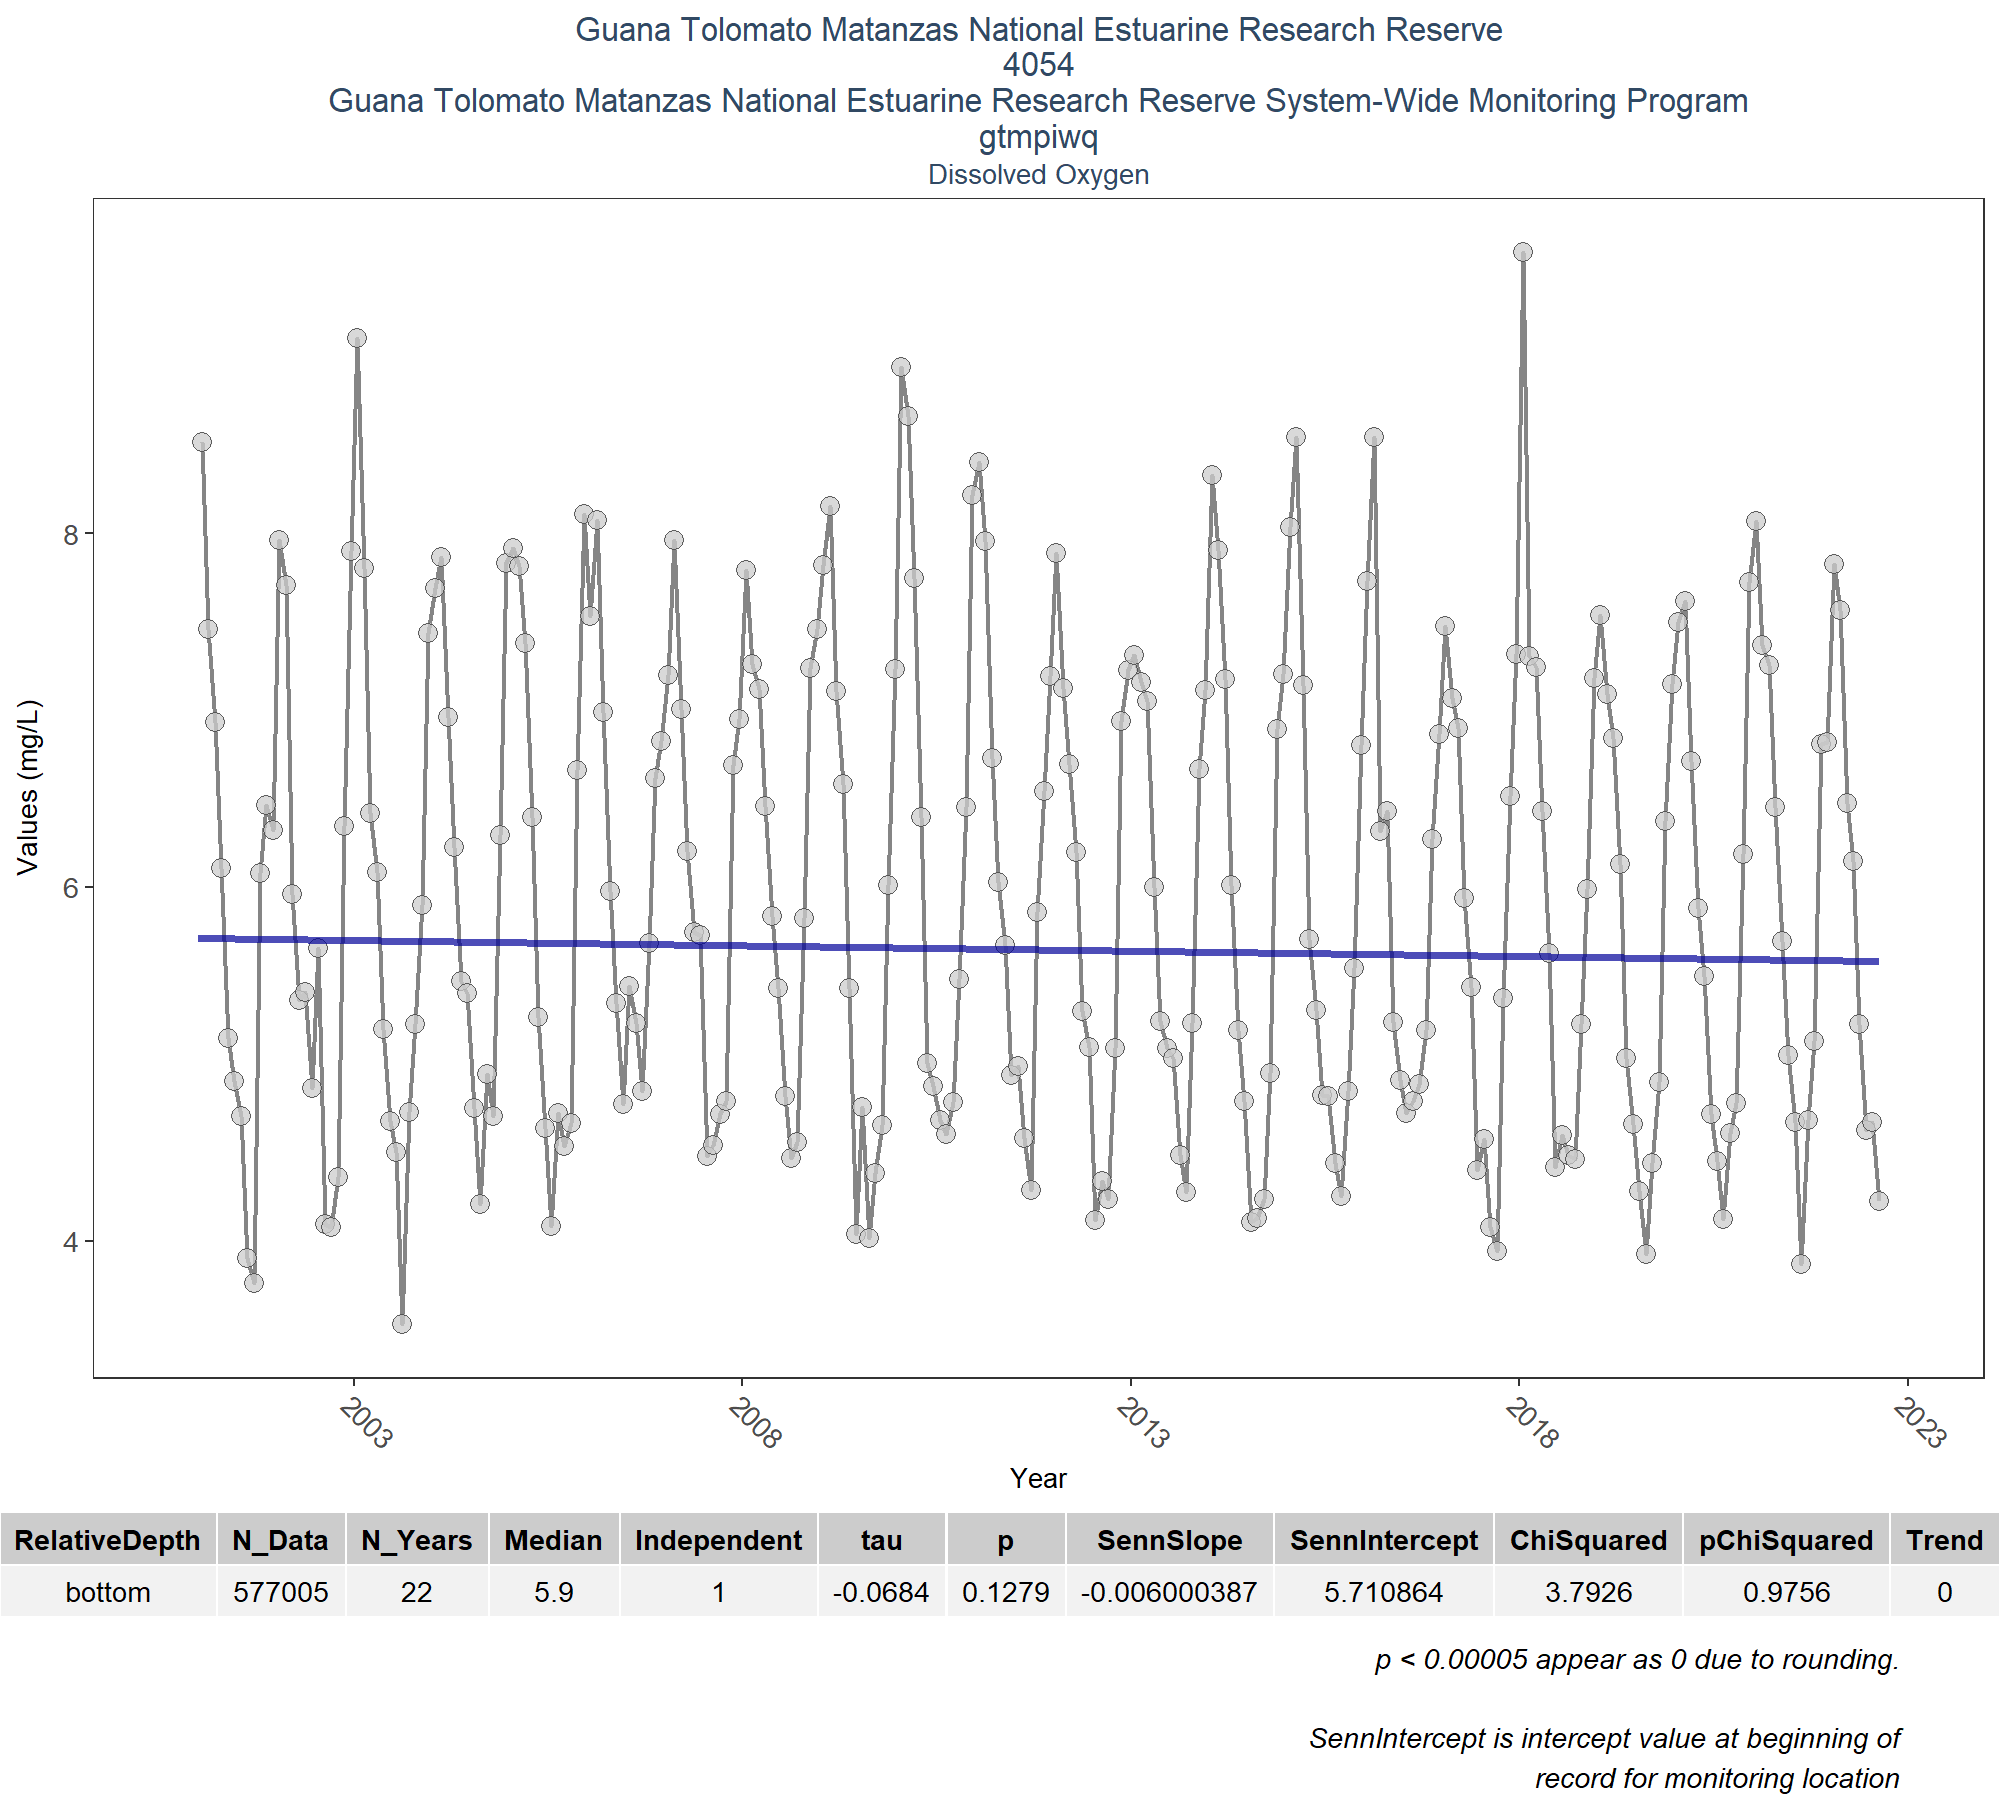 Guana Tolomato Matanzas National Estuarine Research Reserve
4054
Guana Tolomato Matanzas National Estuarine Research Reserve System-Wide Monitoring Program
gtmpiwq
Dissolved Oxygen
Values (mg/L)
8
6
4
2003 2008 2013 2018 2023
Year
RelativeDepth N_Data N_Years Median Independent tau p SennSlope SennIntercept ChiSquared pChiSquared Trend
bottom 577005 22 5.9 1 -0.0684 0.1279 -0.006000387 5.710864 3.7926 0.9756 0
p < 0.00005 appear as 0 due to rounding.
SennIntercept is intercept value at beginning of
record for monitoring location